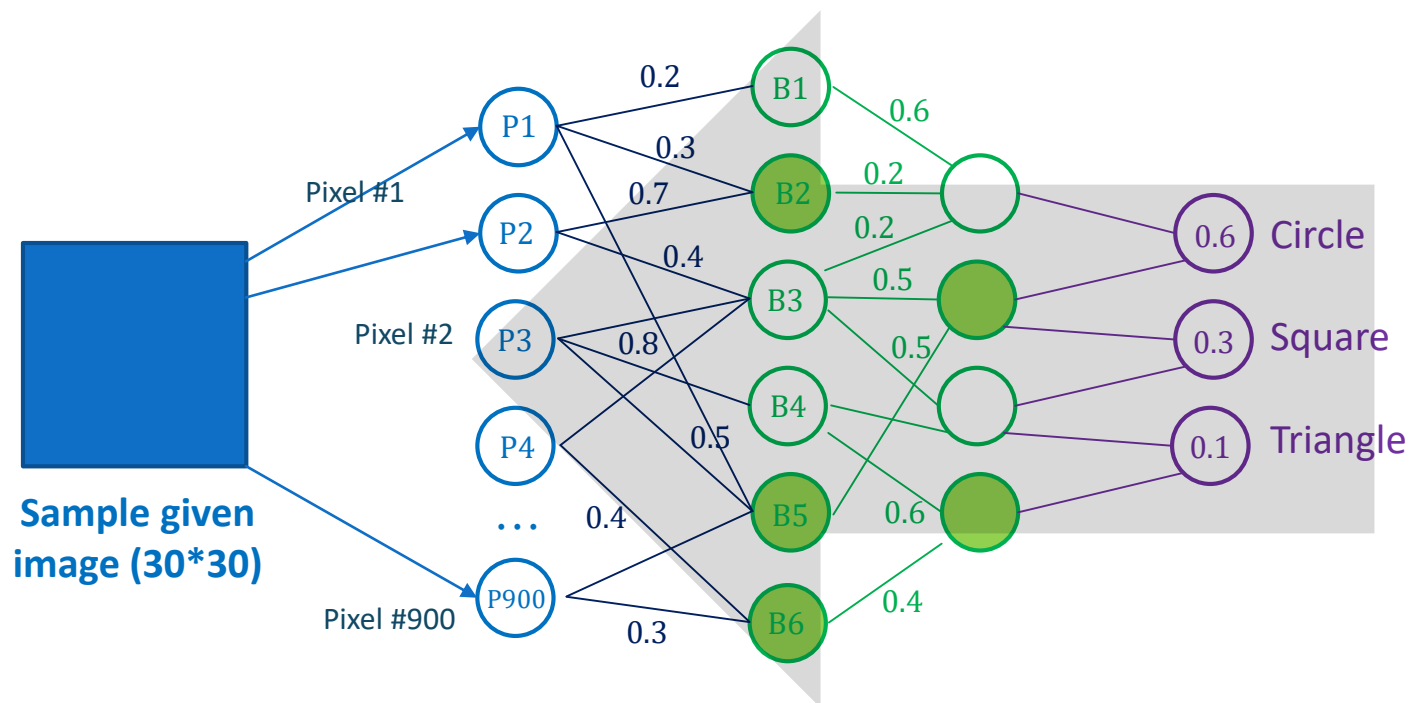 Sample given
image (30*30)
Pixel #1
Pixel #2
Pixel #900
P1
P2
P3
P4
...
P900
0.2
0.3
0.7
0.4
0.8
0.5
0.4
0.3
B1
B2
B3
B4
B5
B6
0.6
0.2
0.2
0.5
0.5
0.6
0.4
0.6 Circle
0.3 Square
0.1 Triangle